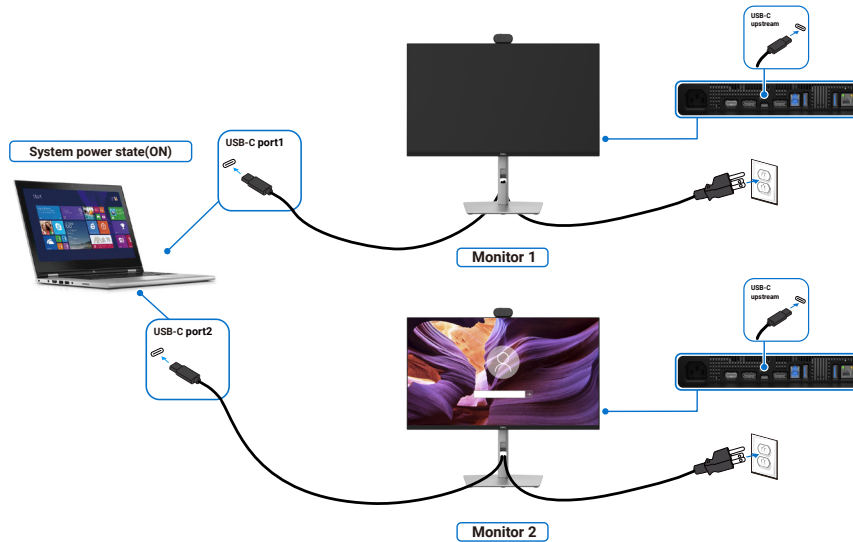 USB-C
upstream
System power state(ON)
USB-C port1
Monitor 1
USB-C
upstream
USB-C port2
Monitor 2